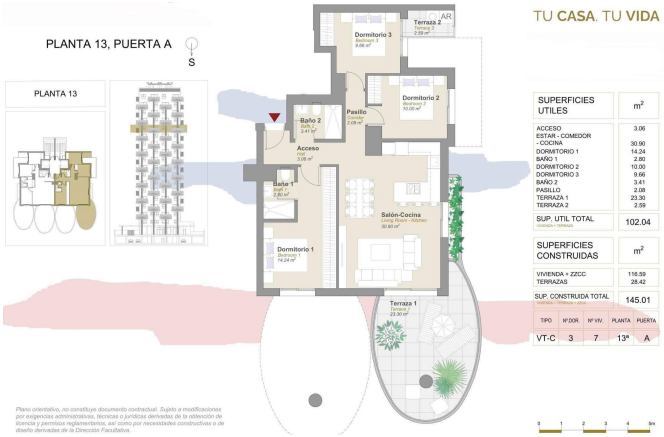 TU CASA. TU VIDA
PLANTA 13, PUERTA A
S
PLANTA 13
Dormitorio 3
Bedroom 3
9.66 m²
Terraza 2
Terrace 2
2.59 m²
AR
Dormitorio 2
Bedroom 2
10.00 m²
Baño 2
Bath 2
3.41 m²
Pasillo
Corridor
2.08 m²
Acceso
Hall
3.06 m²
Baño 1
Bath 1
2.80 m²
Salón-Cocina
Living Room - Kitchen
30.90 m²
Dormitorio 1
Bedroom 1
14.24 m²
Terraza 1
Terrace 1
23.30 m²
SUPERFICIES UTILES m²
ACCESO 3.06
ESTAR - COMEDOR
- COCINA 30.90
DORMITORIO 1 14.24
BAÑO 1 2.80
DORMITORIO 2 10.00
DORMITORIO 3 9.66
BAÑO 2 3.41
PASILLO 2.08
TERRAZA 1 23.30
TERRAZA 2 2.59
SUP. UTIL TOTAL 102.04
VIVIENDA + TERRAZA
SUPERFICIES CONSTRUIDAS m²
VIVIENDA + ZZCC 116.59
TERRAZAS 28.42
SUP. CONSTRUIDA TOTAL 145.01
TIPO NºDOR. Nº VIV. PLANTA PUERTA
VT-C 3 7 13ª A
Plano orientativo, no constituye documento contractual. Sujeto a modificaciones
por exigencias administrativas, técnicas o jurídicas derivadas de la obtención de
licencia y permisos reglamentarios, así como por necesidades constructivas o de
diseño derivadas de la Dirección Facultativa.
0 1 2 3 4 5m